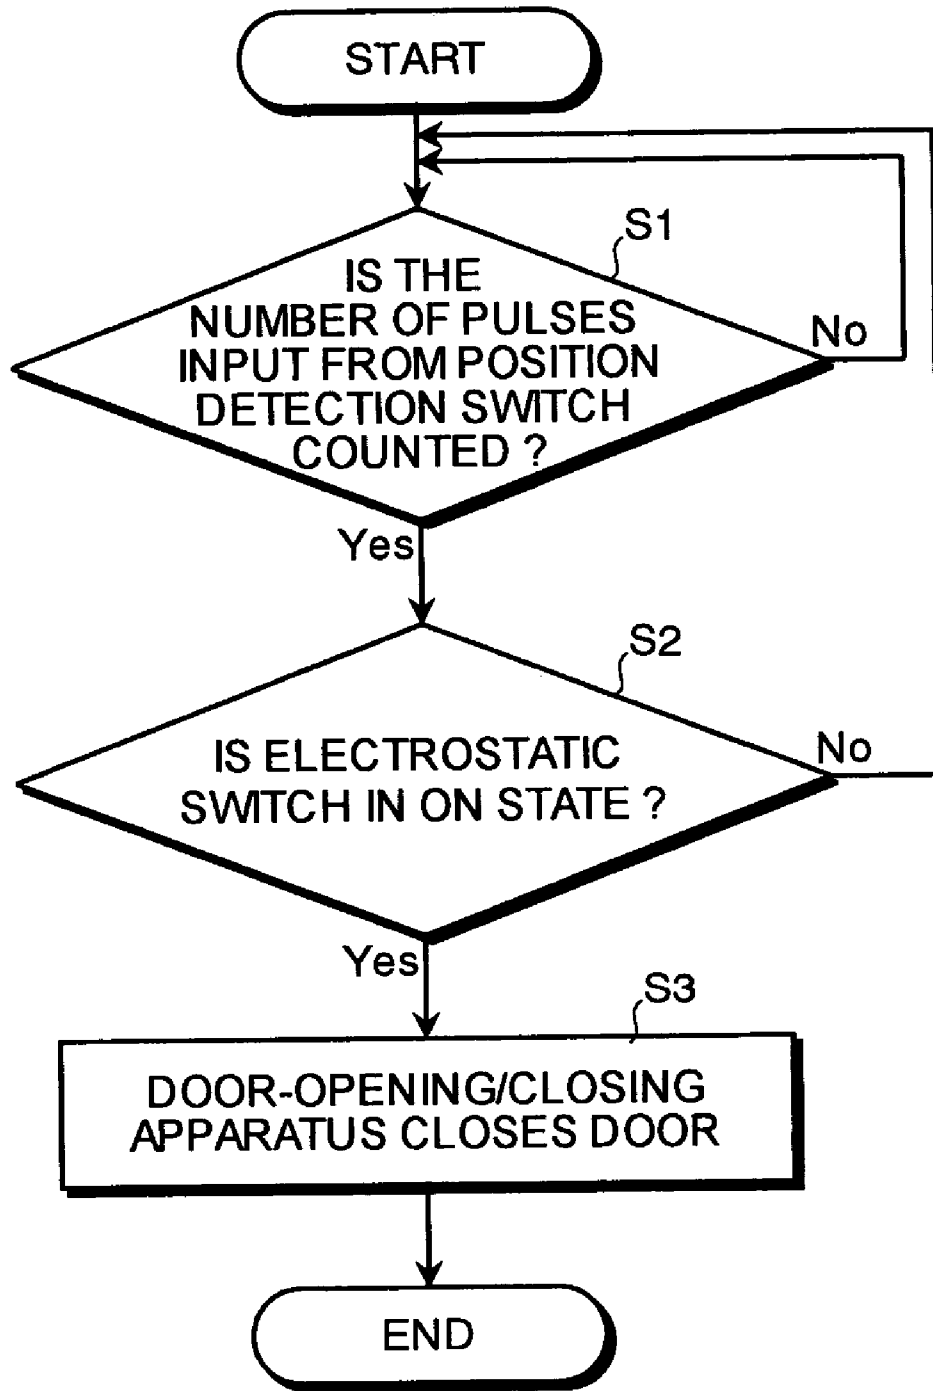 START
S1
IS THE
NUMBER OF PULSES
INPUT FROM POSITION
DETECTION SWITCH
COUNTED ?
No
Yes
S2
IS ELECTROSTATIC
SWITCH IN ON STATE ?
No
Yes
S3
DOOR-OPENING/CLOSING
APPARATUS CLOSES DOOR
END